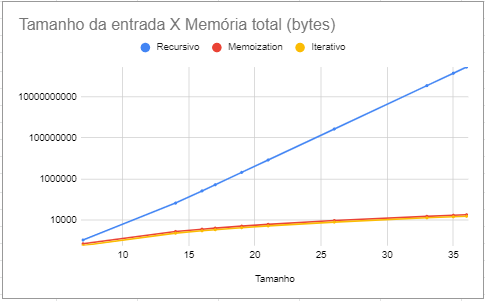 Tamanho da entrada X Memória total (bytes)
Recursivo Memoization Iterativo
10000000000
100000000
1000000
10000
10 15 20 25 30 35
Tamanho